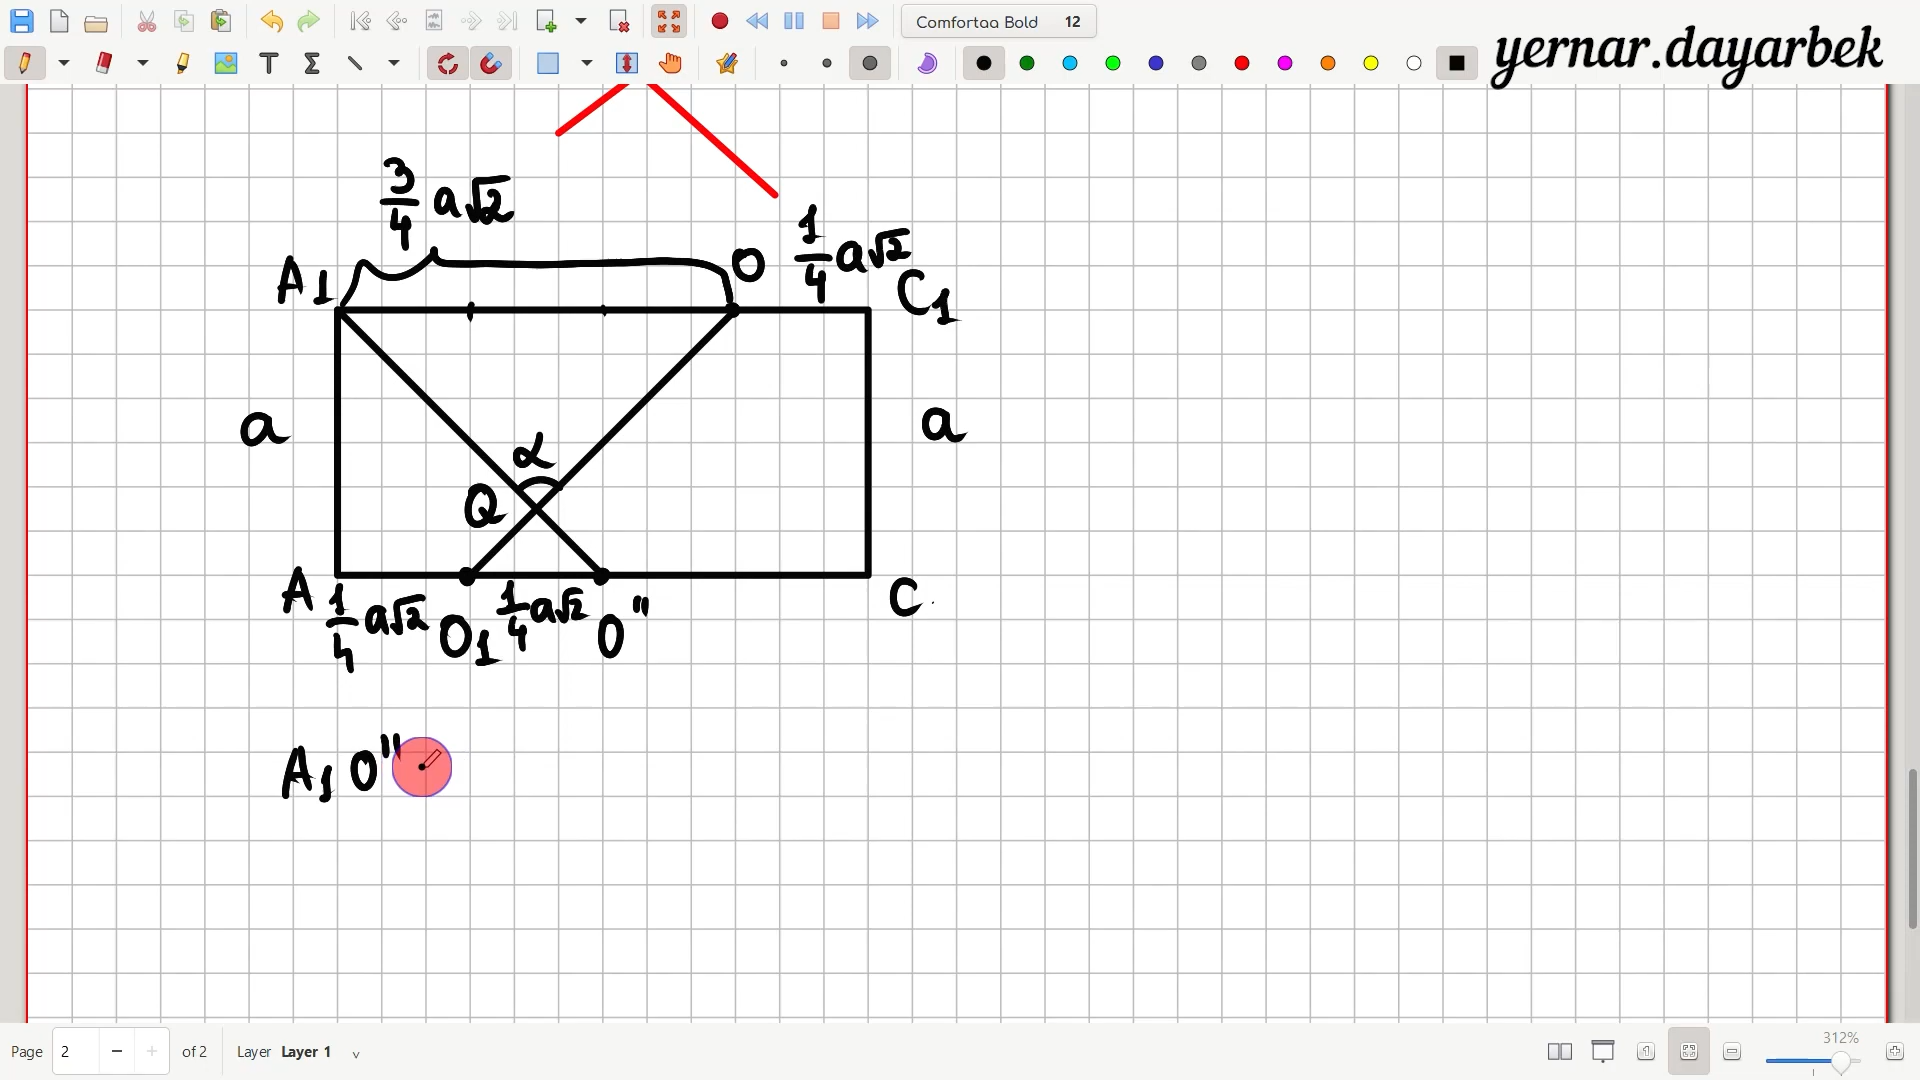 Comfortaa Bold 12
yernar.dayarbek
3/4 a√2
1/4 a√2
A1
O
C1
a
a
α
Q
A
1/4 a√2
O1
1/4 a√2
O"
C
A1O"
Page 2 of 2 Layer Layer 1
312%